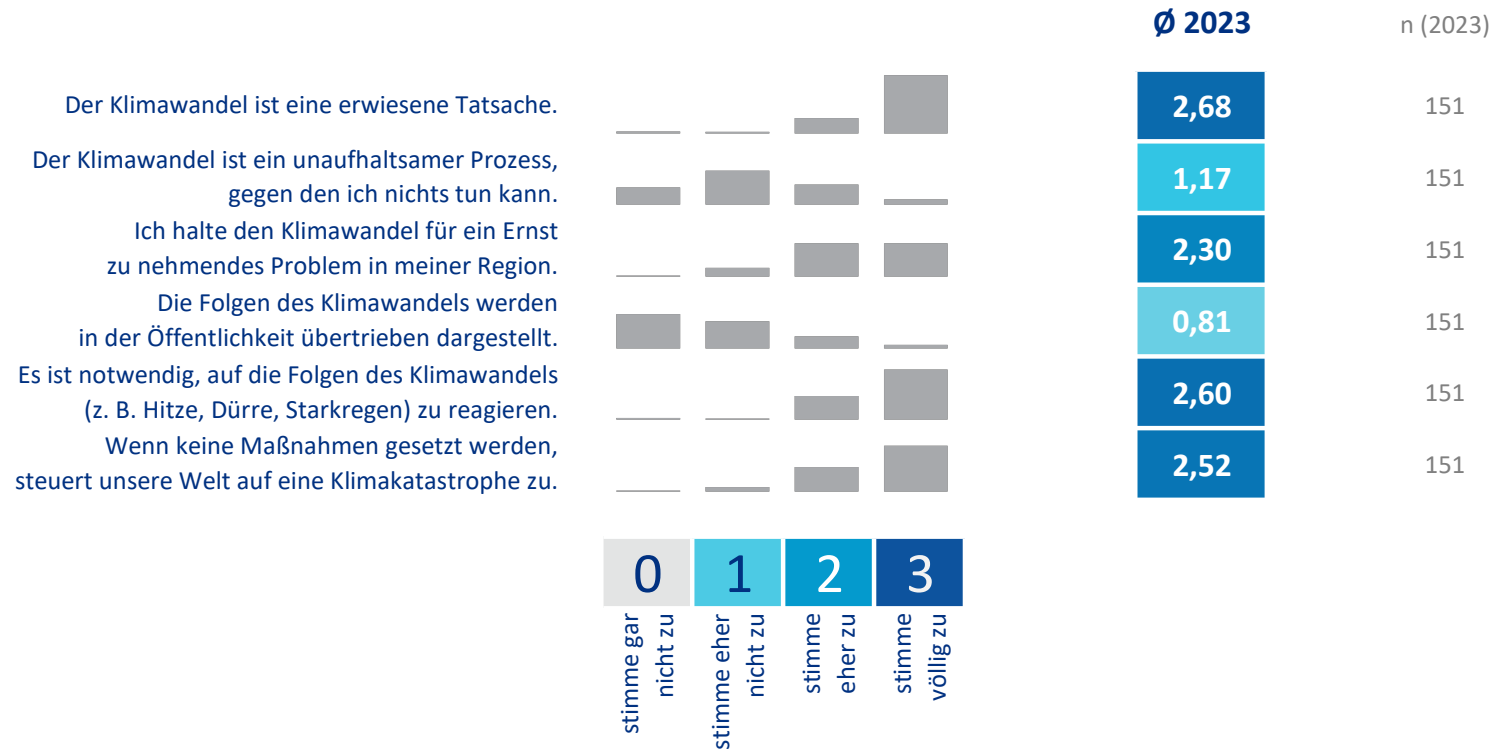 Ø 2023 n (2023)
Der Klimawandel ist eine erwiesene Tatsache. 2,68 151
Der Klimawandel ist ein unaufhaltsamer Prozess,
gegen den ich nichts tun kann. 1,17 151
Ich halte den Klimawandel für ein Ernst
zu nehmendes Problem in meiner Region. 2,30 151
Die Folgen des Klimawandels werden
in der Öffentlichkeit übertrieben dargestellt. 0,81 151
Es ist notwendig, auf die Folgen des Klimawandels
(z. B. Hitze, Dürre, Starkregen) zu reagieren. 2,60 151
Wenn keine Maßnahmen gesetzt werden,
steuert unsere Welt auf eine Klimakatastrophe zu. 2,52 151
0 1 2 3
stimme gar
nicht zu
stimme eher
nicht zu
stimme
eher zu
stimme
völlig zu